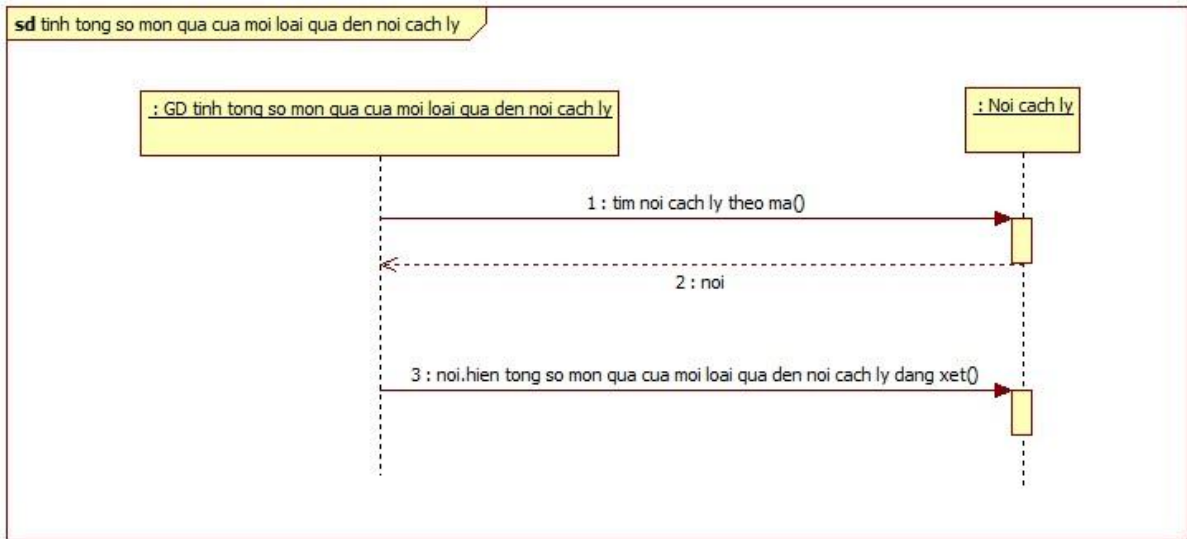 sd tinh tong so mon qua cua moi loai qua den noi cach ly
: GD tinh tong so mon qua cua moi loai qua den noi cach ly
: Noi cach ly
1 : tim noi cach ly theo ma()
2 : noi
3 : noi.hien tong so mon qua cua moi loai qua den noi cach ly dang xet()